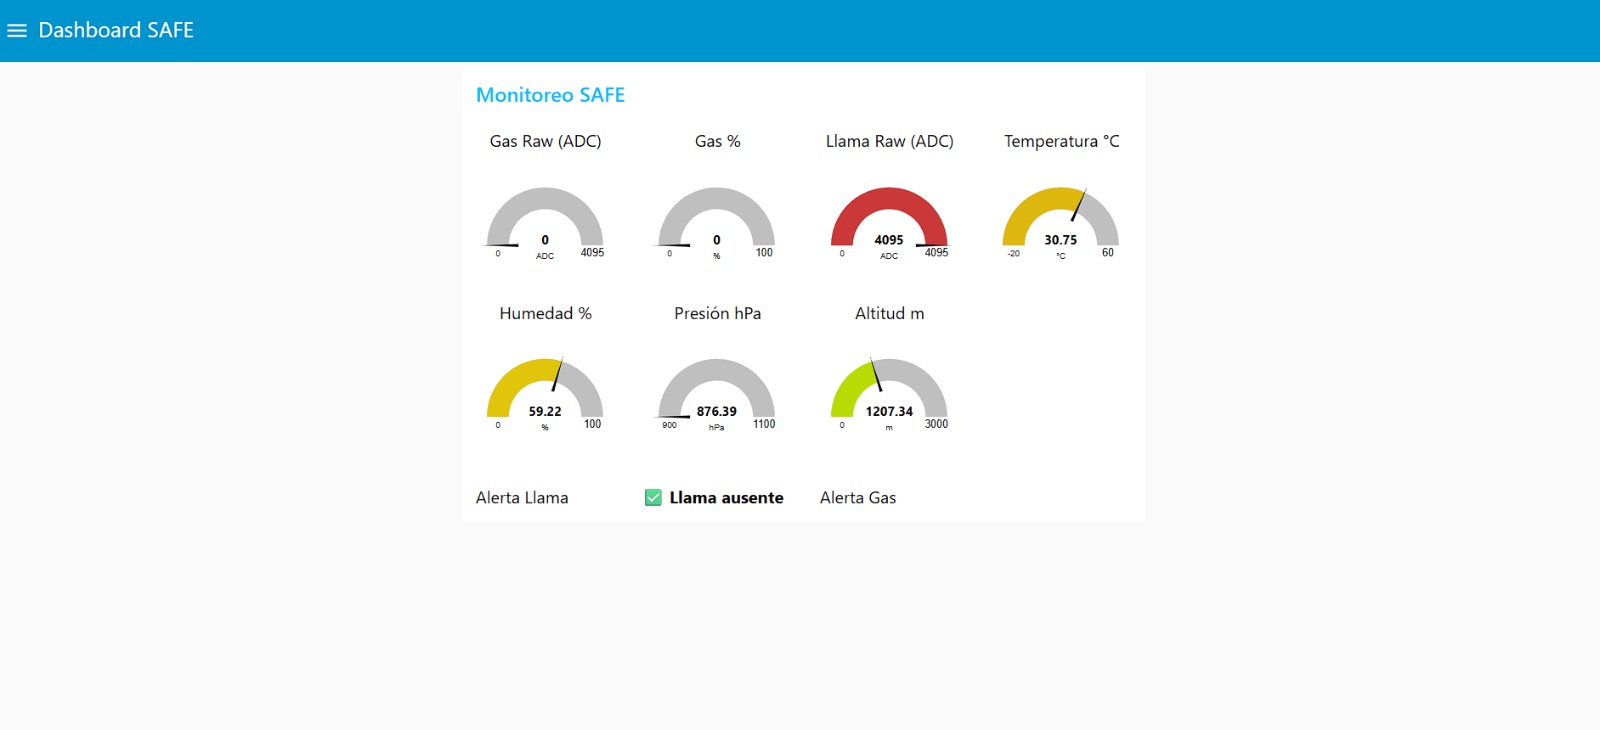 Dashboard SAFE
Monitoreo SAFE
Gas Raw (ADC)
0
ADC
0
4095
Gas %
0
%
0
100
Llama Raw (ADC)
4095
ADC
0
4095
Temperatura °C
30.75
°C
-20
60
Humedad %
59.22
%
0
100
Presión hPa
876.39
hPa
900
1100
Altitud m
1207.34
m
0
3000
Alerta Llama
✅ Llama ausente
Alerta Gas